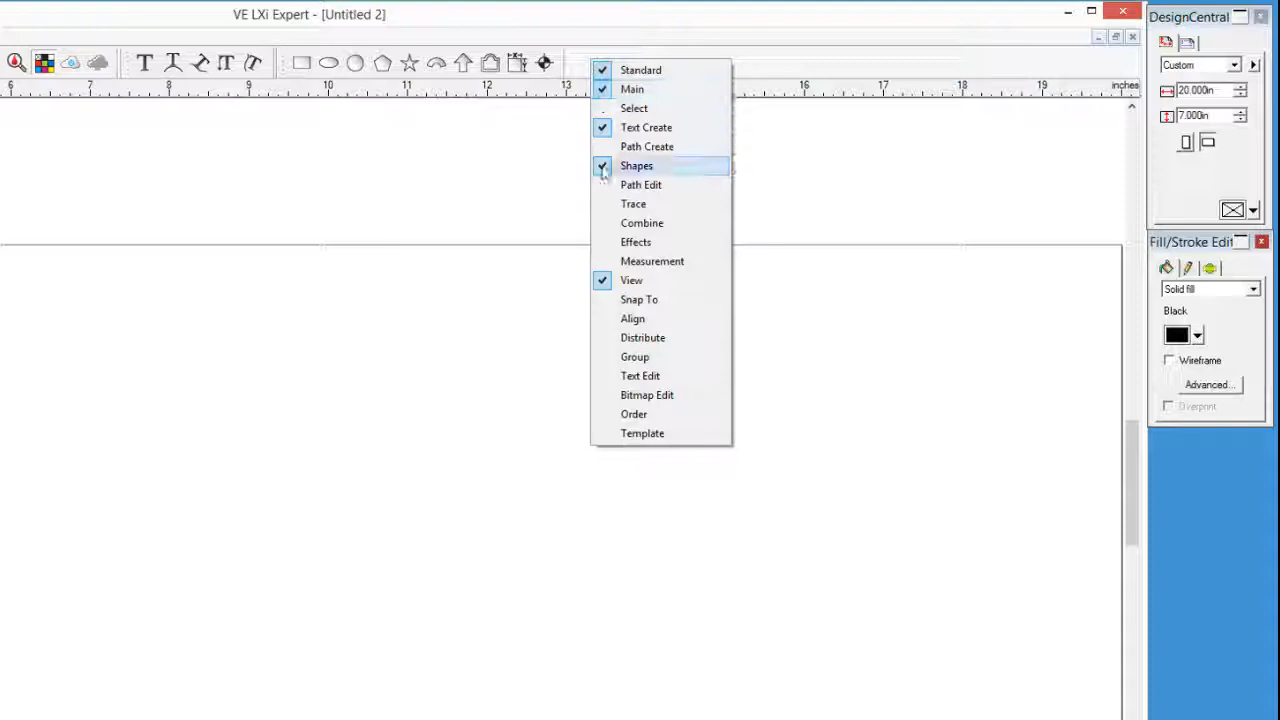 VE LXi Expert - [Untitled 2]
6 7 8 9 10 11 12 13 14 15 16 17 18 19 inches
Standard
Main
Select
Text Create
Path Create
Shapes
Path Edit
Trace
Combine
Effects
Measurement
View
Snap To
Align
Distribute
Group
Text Edit
Bitmap Edit
Order
Template
DesignCentral
Custom
20.000in
7.000in
Fill/Stroke Edit
Solid fill
Black
Wireframe
Advanced...
Overprint